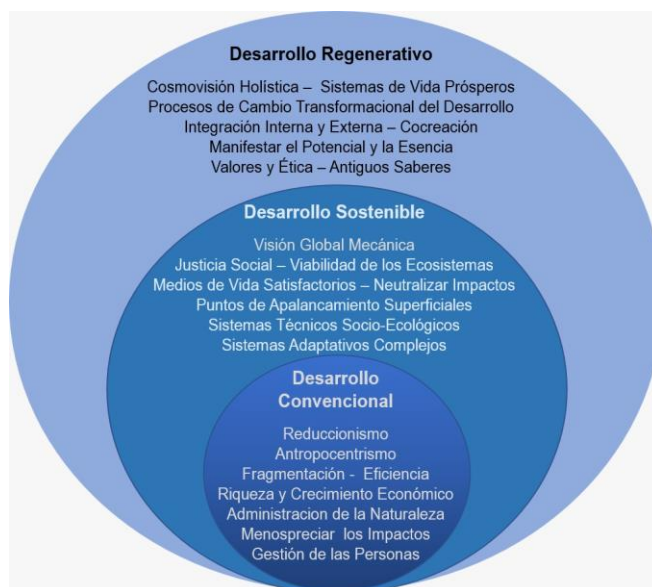 Desarrollo Regenerativo
Cosmovisión Holística – Sistemas de Vida Prósperos
Procesos de Cambio Transformacional del Desarrollo
Integración Interna y Externa – Cocreación
Manifestar el Potencial y la Esencia
Valores y Ética – Antiguos Saberes
Desarrollo Sostenible
Visión Global Mecánica
Justicia Social – Viabilidad de los Ecosistemas
Medios de Vida Satisfactorios – Neutralizar Impactos
Puntos de Apalancamiento Superficiales
Sistemas Técnicos Socio-Ecológicos
Sistemas Adaptativos Complejos
Desarrollo
Convencional
Reduccionismo
Antropocentrismo
Fragmentación - Eficiencia
Riqueza y Crecimiento Económico
Administracion de la Naturaleza
Menospreciar los Impactos
Gestión de las Personas